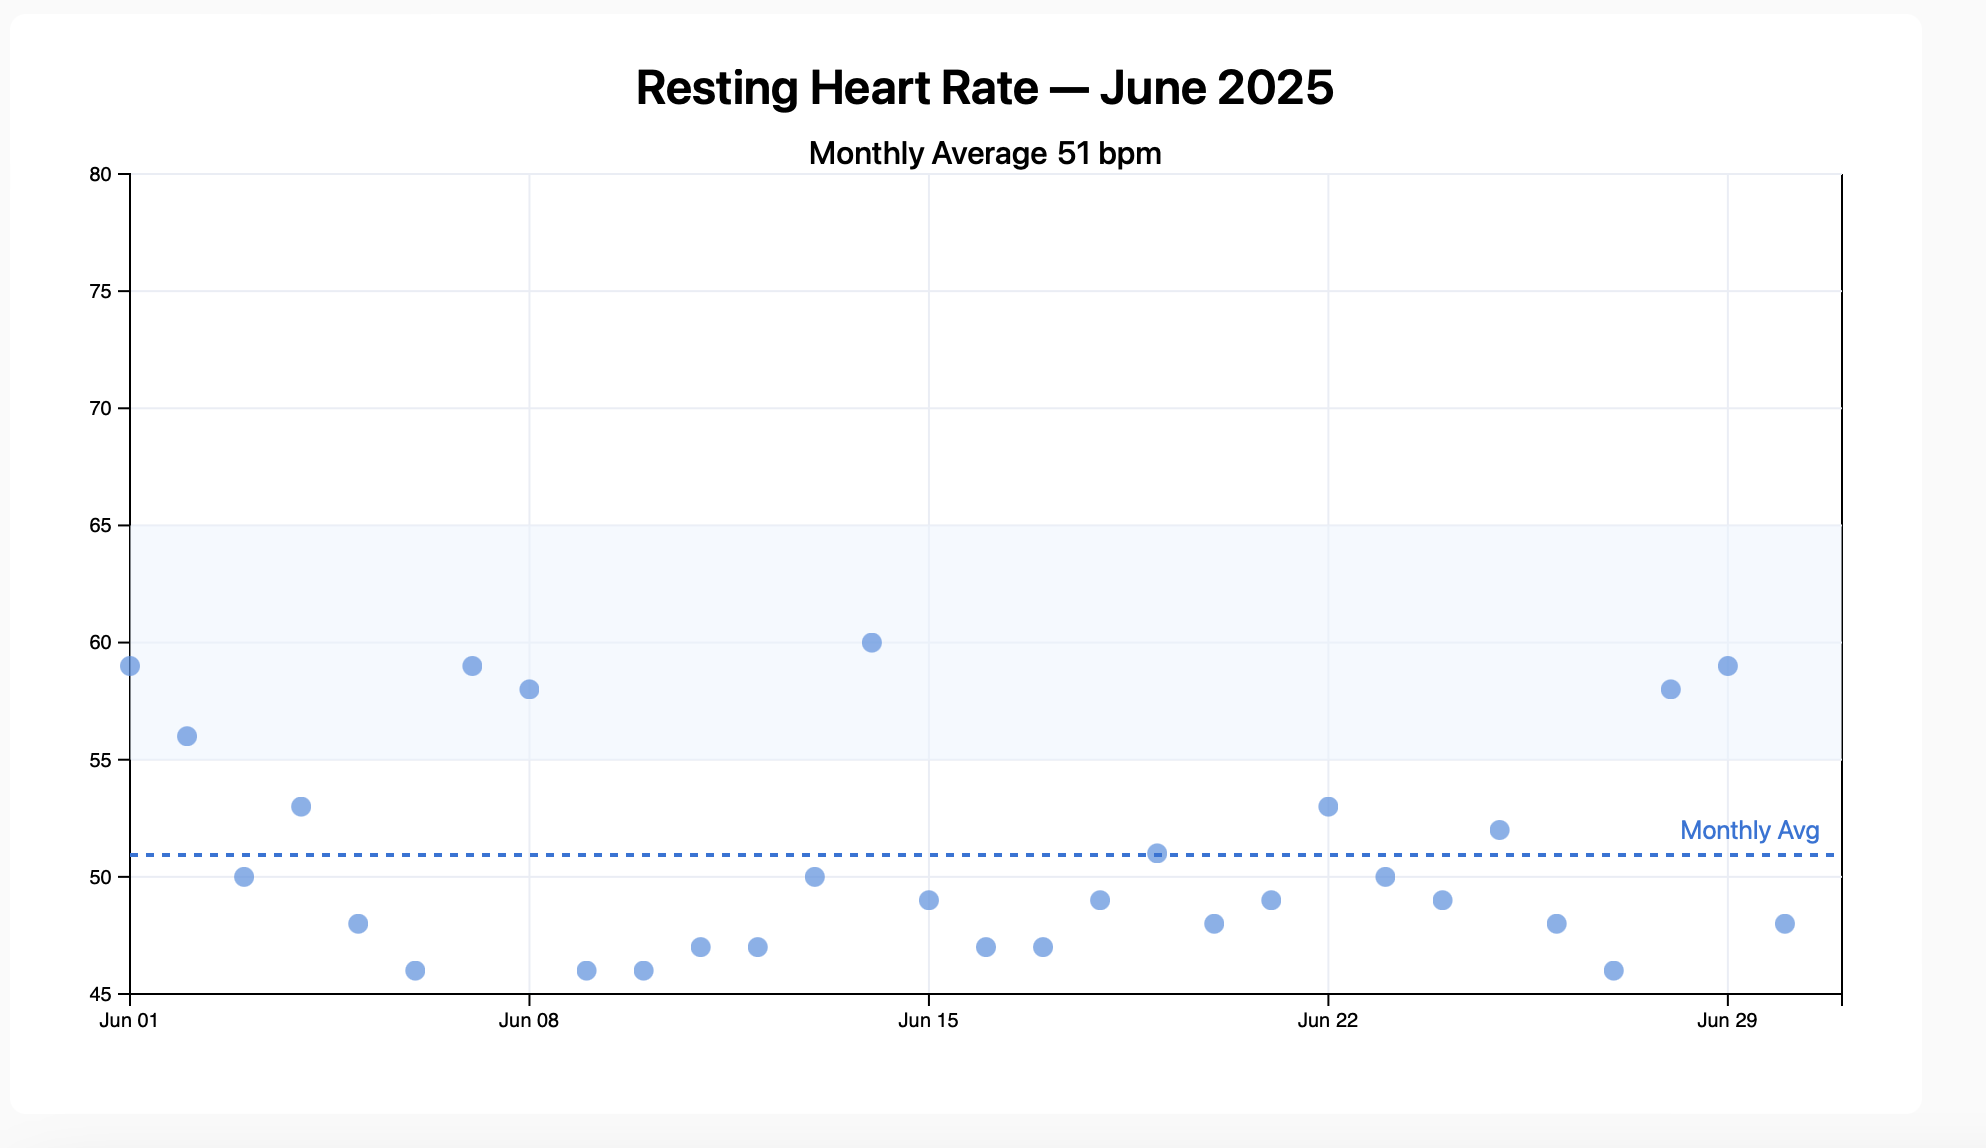 Resting Heart Rate — June 2025
Monthly Average 51 bpm
80
75
70
65
60
55
Monthly Avg
50
45
Jun 01 Jun 08 Jun 15 Jun 22 Jun 29